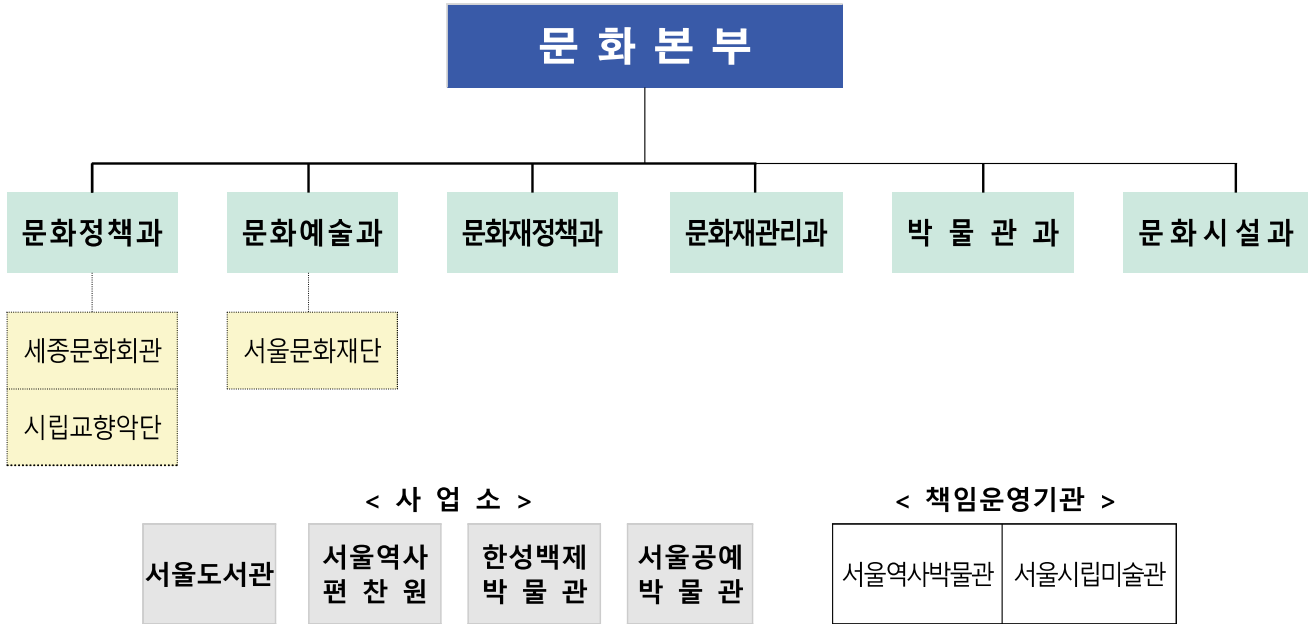 문 화 본 부
문화정책과
문화예술과
문화재정책과
문화재관리과
박 물 관 과
문 화 시 설 과
세종문화회관
서울문화재단
시립교향악단
< 사 업 소 >
< 책임운영기관 >
서울도서관
서울역사
편 찬 원
한성백제
박 물 관
서울공예
박 물 관
서울역사박물관
서울시립미술관